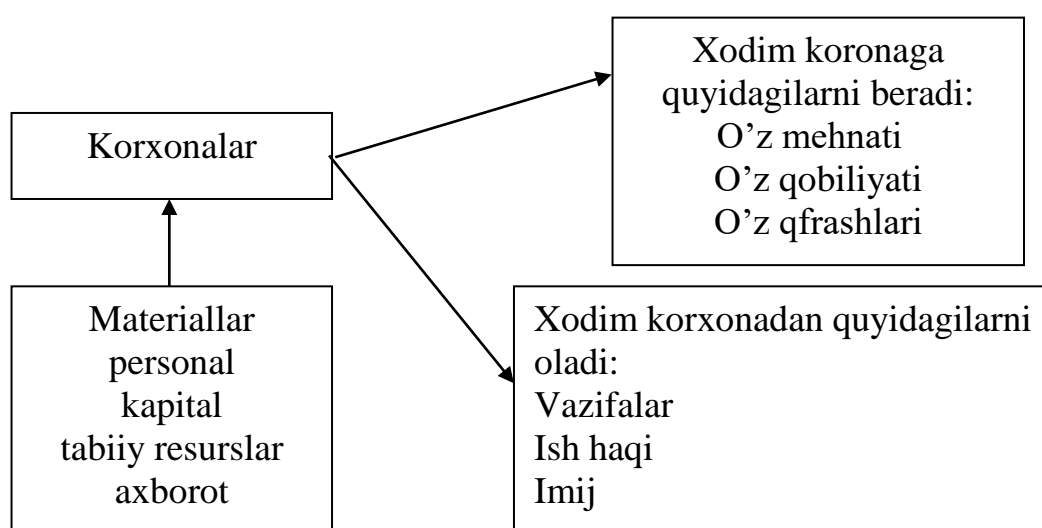 Xodim koronaga
quyidagilarni beradi:
O’z mehnati
O’z qobiliyati
O’z qfrashlari
Korxonalar
Materiallar
personal
kapital
tabiiy resurslar
axborot
Xodim korxonadan quyidagilarni
oladi:
Vazifalar
Ish haqi
Imij